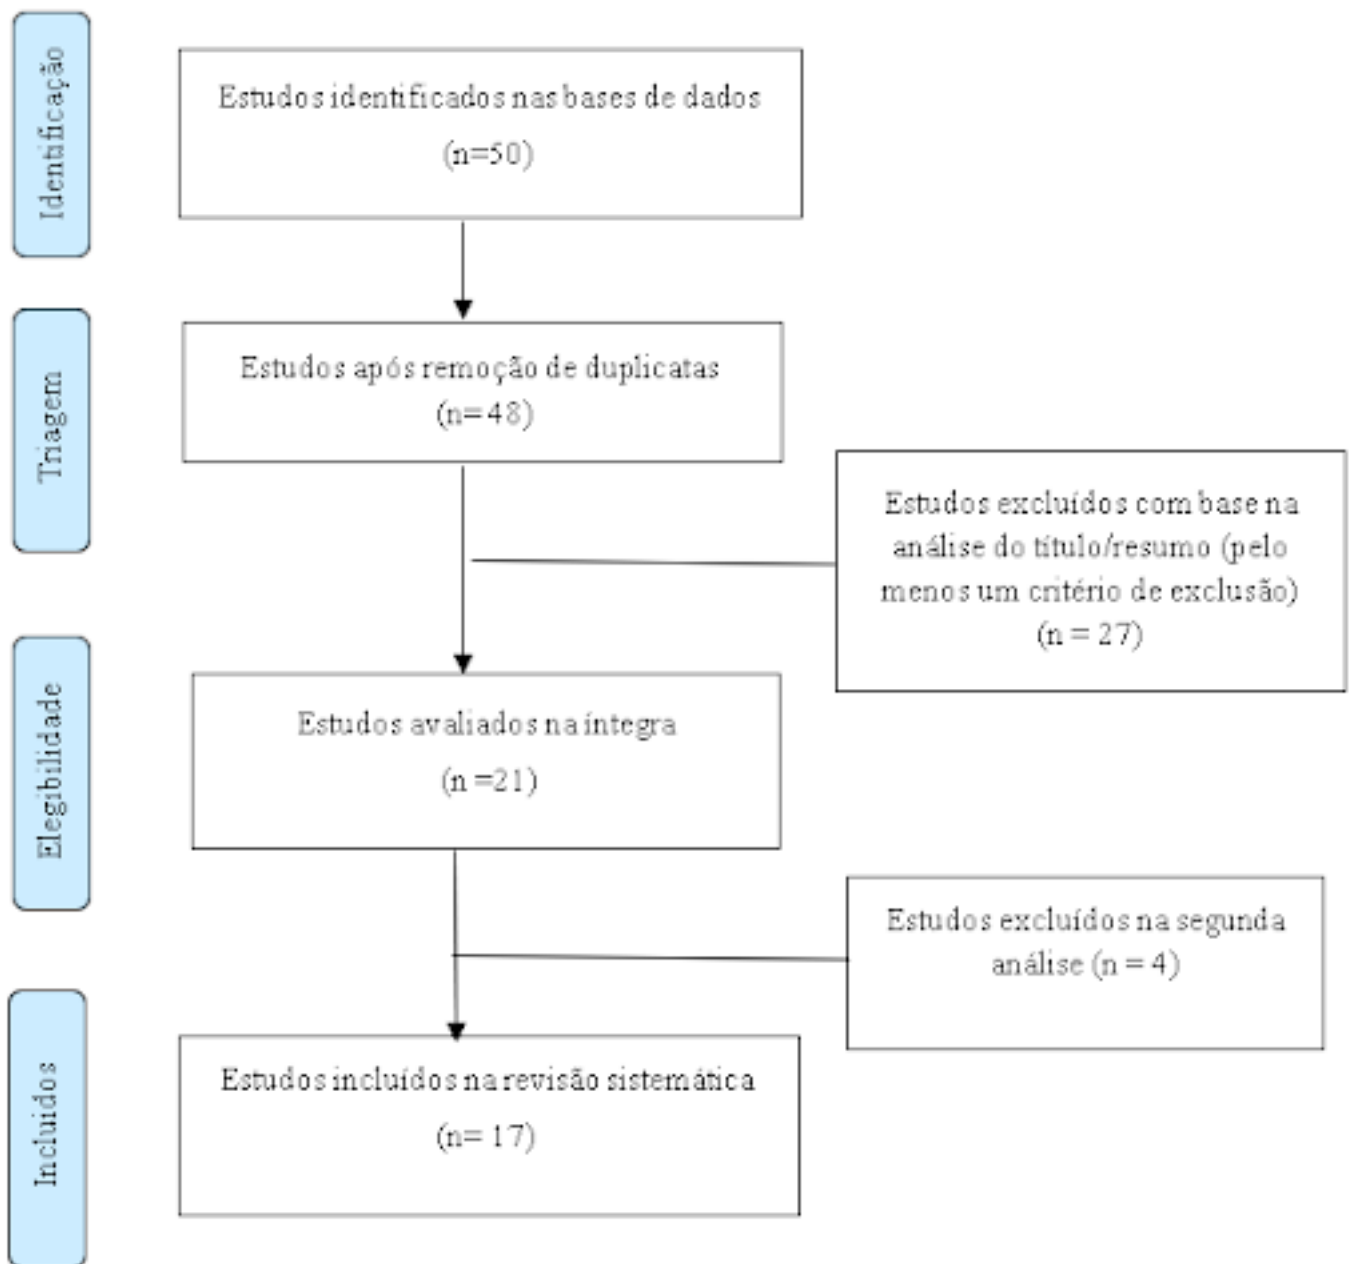 Identificação
Estudos identificados nas bases de dados
(n=50)
Triagem
Estudos após remoção de duplicatas
(n=48)
Estudos excluídos com base na
análise do título/resumo (pelo
menos um critério de exclusão)
(n = 27)
Elegibilidade
Estudos avaliados na íntegra
(n =21)
Estudos excluídos na segunda
análise (n = 4)
Incluidos
Estudos incluídos na revisão sistemática
(n= 17)